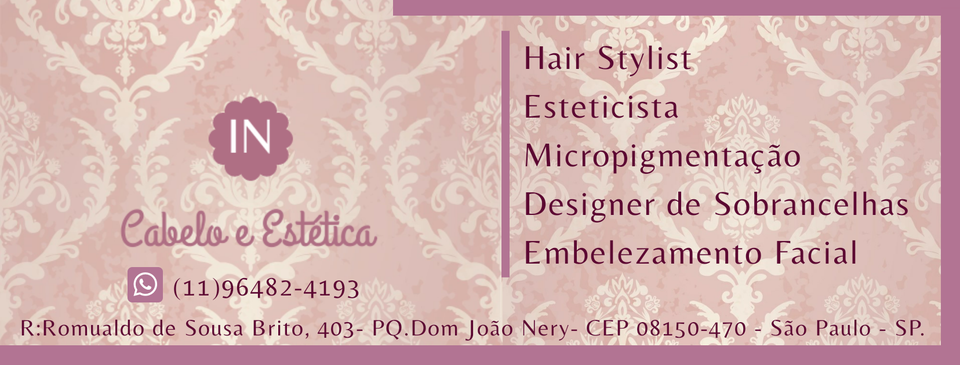 IN
Cabelo e Estética
(11)96482-4193
Hair Stylist
Esteticista
Micropigmentação
Designer de Sobrancelhas
Embelezamento Facial
R:Romualdo de Sousa Brito, 403- PQ.Dom João Nery- CEP 08150-470 - São Paulo - SP.